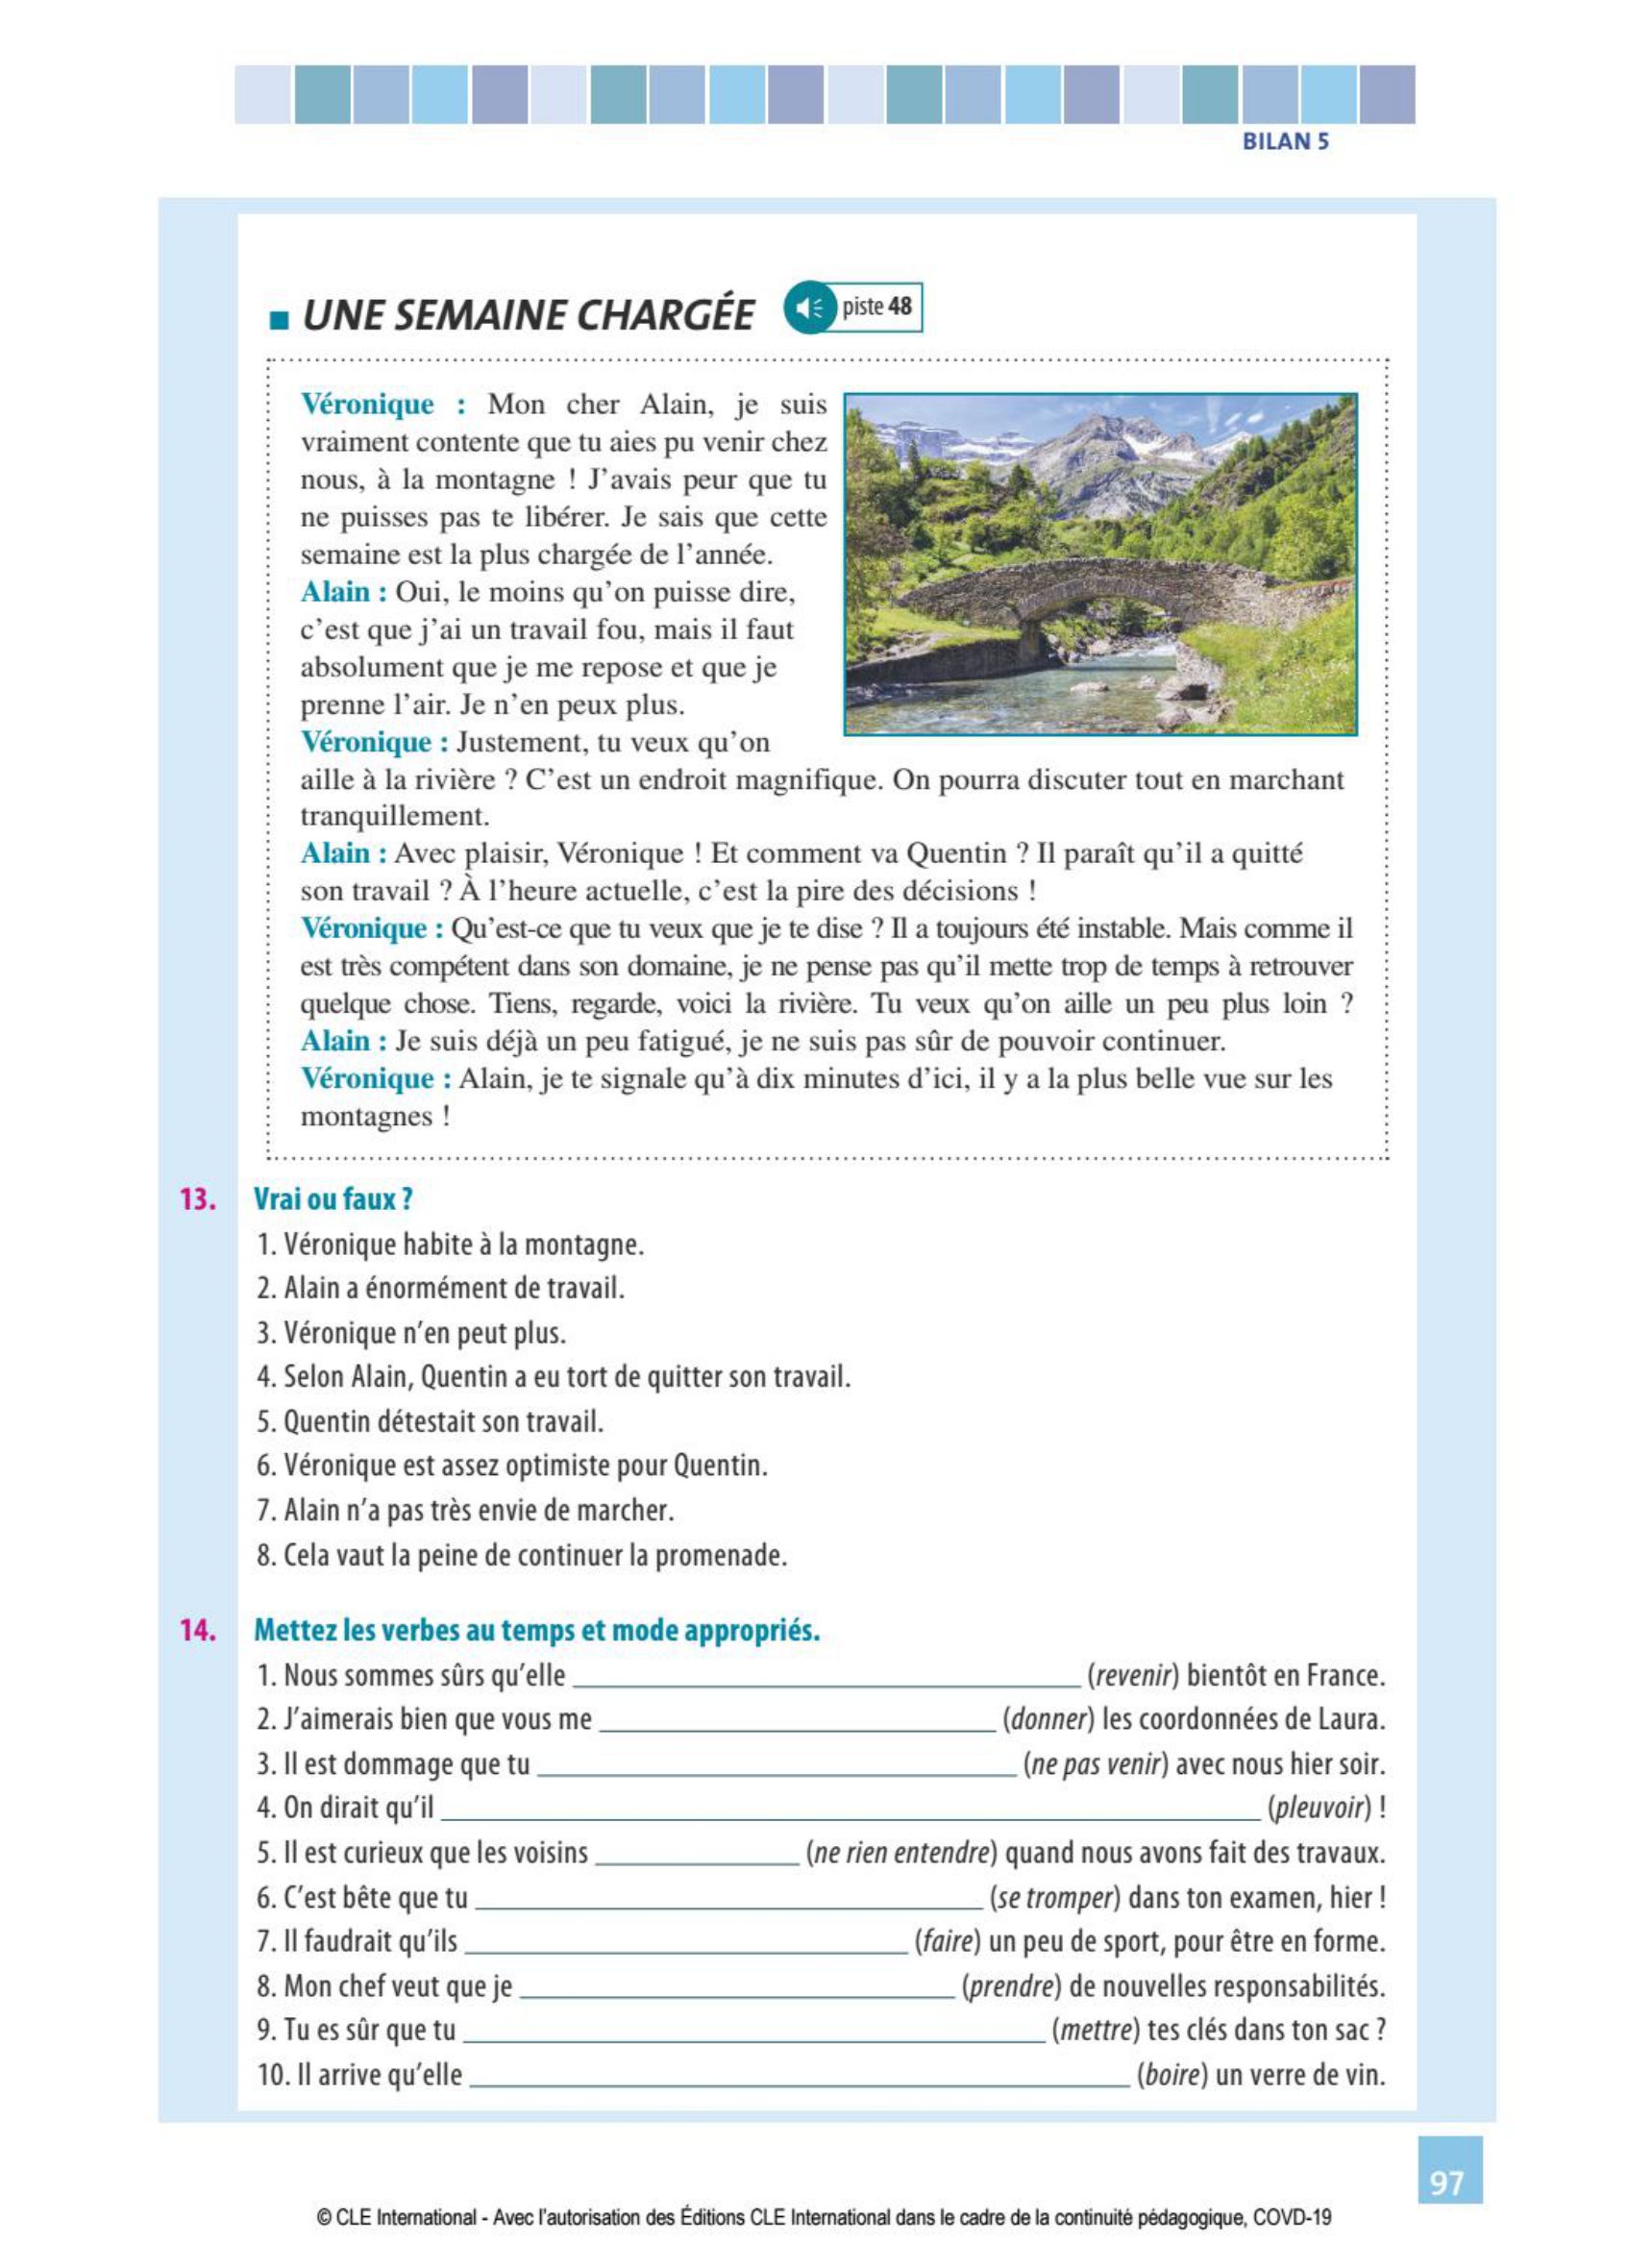 BILAN 5
UNE SEMAINE CHARGÉE
piste 48
Véronique : Mon cher Alain, je suis
vraiment contente que tu aies pu venir chez
nous, à la montagne ! J'avais peur que tu
ne puisses pas te libérer. Je sais que cette
semaine est la plus chargée de l'année.
Alain : Oui, le moins qu'on puisse dire,
c'est que j'ai un travail fou, mais il faut
absolument que je me repose et que je
prenne l'air. Je n'en peux plus.
Véronique : Justement, tu veux qu'on
aille à la rivière ? C'est un endroit magnifique. On pourra discuter tout en marchant
tranquillement.
Alain : Avec plaisir, Véronique ! Et comment va Quentin ? Il paraît qu'il a quitté
son travail ? À l'heure actuelle, c'est la pire des décisions !
Véronique : Qu'est-ce que tu veux que je te dise ? Il a toujours été instable. Mais comme il
est très compétent dans son domaine, je ne pense pas qu'il mette trop de temps à retrouver
quelque chose. Tiens, regarde, voici la rivière. Tu veux qu'on aille un peu plus loin ?
Alain : Je suis déjà un peu fatigué, je ne suis pas sûr de pouvoir continuer.
Véronique : Alain, je te signale qu'à dix minutes d'ici, il y a la plus belle vue sur les
montagnes !
13. Vrai ou faux ?
1. Véronique habite à la montagne.
2. Alain a énormément de travail.
3. Véronique n'en peut plus.
4. Selon Alain, Quentin a eu tort de quitter son travail.
5. Quentin détestait son travail.
6. Véronique est assez optimiste pour Quentin.
7. Alain n'a pas très envie de marcher.
8. Cela vaut la peine de continuer la promenade.
14. Mettez les verbes au temps et mode appropriés.
1. Nous sommes sûrs qu'elle ____ (revenir) bientôt en France.
2. J'aimerais bien que vous me ____ (donner) les coordonnées de Laura.
3. Il est dommage que tu ____ (ne pas venir) avec nous hier soir.
4. On dirait qu'il ____ (pleuvoir) !
5. Il est curieux que les voisins ____ (ne rien entendre) quand nous avons fait des travaux.
6. C'est bête que tu ____ (se tromper) dans ton examen, hier !
7. Il faudrait qu'ils ____ (faire) un peu de sport, pour être en forme.
8. Mon chef veut que je ____ (prendre) de nouvelles responsabilités.
9. Tu es sûr que tu ____ (mettre) tes clés dans ton sac ?
10. Il arrive qu'elle ____ (boire) un verre de vin.
97
© CLE International - Avec l'autorisation des Éditions CLE International dans le cadre de la continuité pédagogique, COVD-19